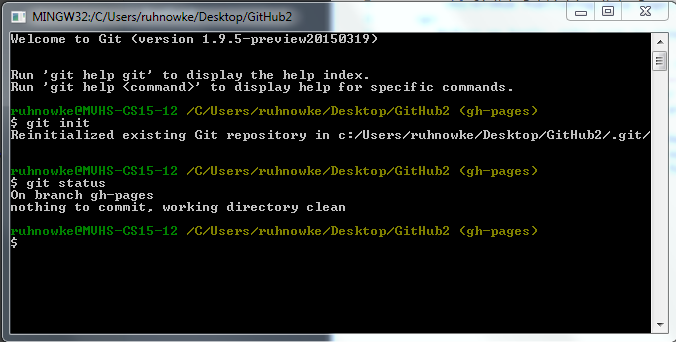 MINGW32:/C/Users/ruhnowke/Desktop/GitHub2
Welcome to Git (version 1.9.5-preview20150319)
Run 'git help git' to display the help index.
Run 'git help <command>' to display help for specific commands.
ruhnowke@MVHS-CS15-12 /C/Users/ruhnowke/Desktop/GitHub2 (gh-pages)
$ git init
Reinitialized existing Git repository in c:/Users/ruhnowke/Desktop/GitHub2/.git/
ruhnowke@MVHS-CS15-12 /C/Users/ruhnowke/Desktop/GitHub2 (gh-pages)
$ git status
On branch gh-pages
nothing to commit, working directory clean
ruhnowke@MVHS-CS15-12 /C/Users/ruhnowke/Desktop/GitHub2 (gh-pages)
$